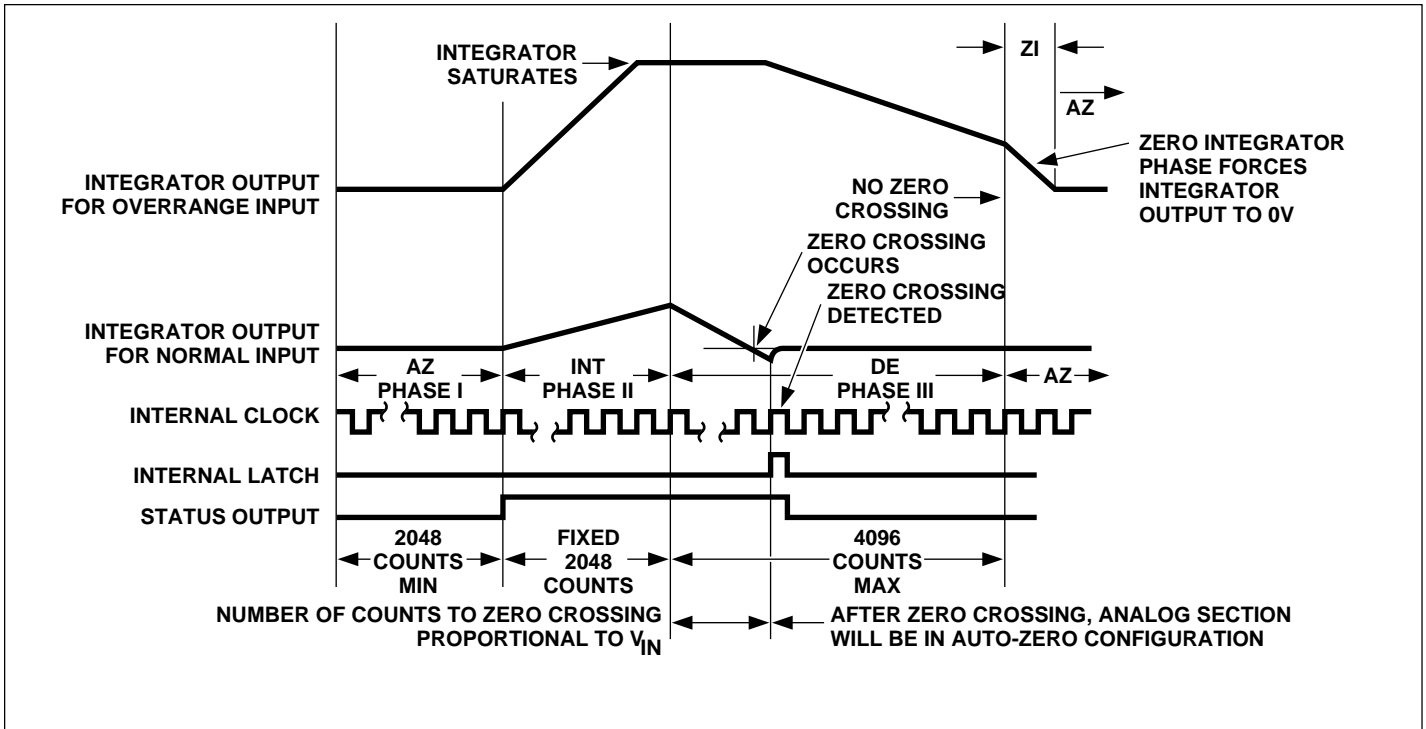 INTEGRATOR
SATURATES
ZI
AZ
ZERO INTEGRATOR
PHASE FORCES
INTEGRATOR
OUTPUT TO 0V
INTEGRATOR OUTPUT
FOR OVERRANGE INPUT
NO ZERO
CROSSING
ZERO CROSSING
OCCURS
ZERO CROSSING
DETECTED
INTEGRATOR OUTPUT
FOR NORMAL INPUT
AZ
PHASE I
INT
PHASE II
DE
PHASE III
AZ
INTERNAL CLOCK
INTERNAL LATCH
STATUS OUTPUT
2048
COUNTS
MIN
FIXED
2048
COUNTS
4096
COUNTS
MAX
NUMBER OF COUNTS TO ZERO CROSSING
PROPORTIONAL TO VIN
AFTER ZERO CROSSING, ANALOG SECTION
WILL BE IN AUTO-ZERO CONFIGURATION